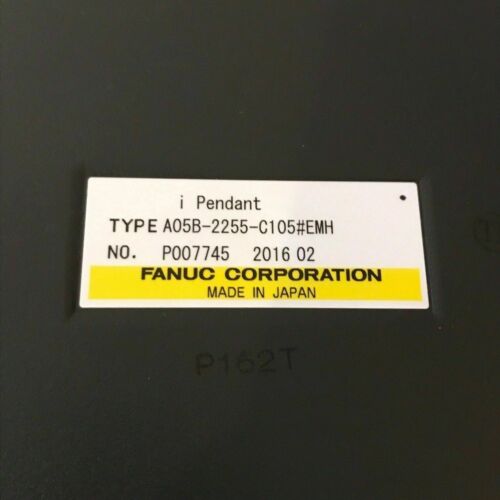 i Pendant
TYPE A05B-2255-C105#EMH
NO. P007745 2016 02
FANUC CORPORATION
MADE IN JAPAN
P162T